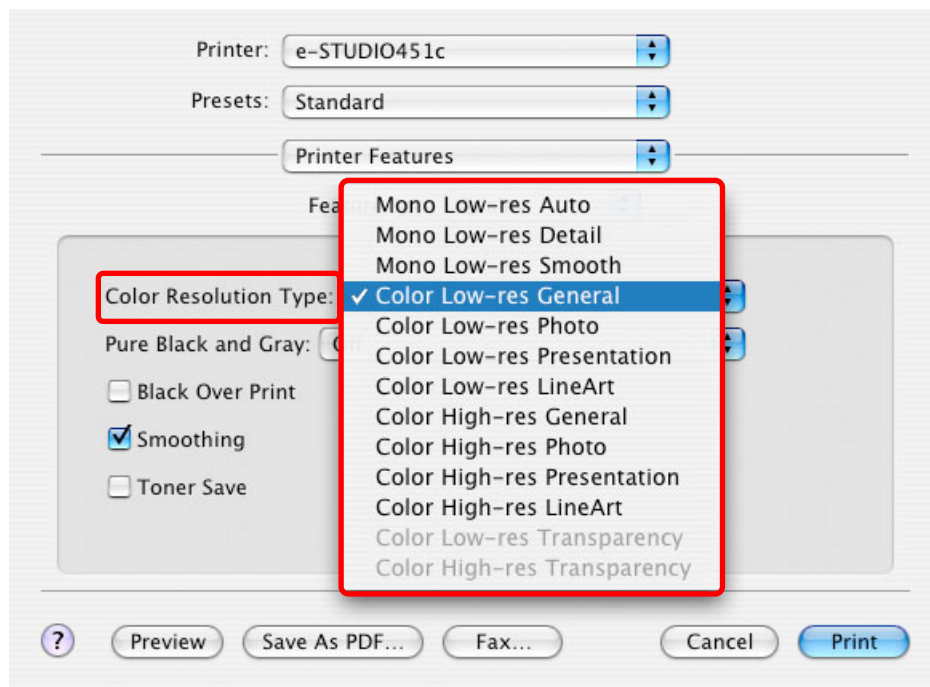 Printer: e-STUDIO451c
Presets: Standard
Printer Features
Mono Low-res Auto
Mono Low-res Detail
Mono Low-res Smooth
Color Resolution Type: ✓ Color Low-res General
Color Low-res Photo
Pure Black and Gray:
Color Low-res Presentation
Black Over Print
Color Low-res LineArt
Color High-res General
Smoothing
Color High-res Photo
Color High-res Presentation
Toner Save
Color High-res LineArt
Color Low-res Transparency
Color High-res Transparency
? Preview Save As PDF... Fax... Cancel Print